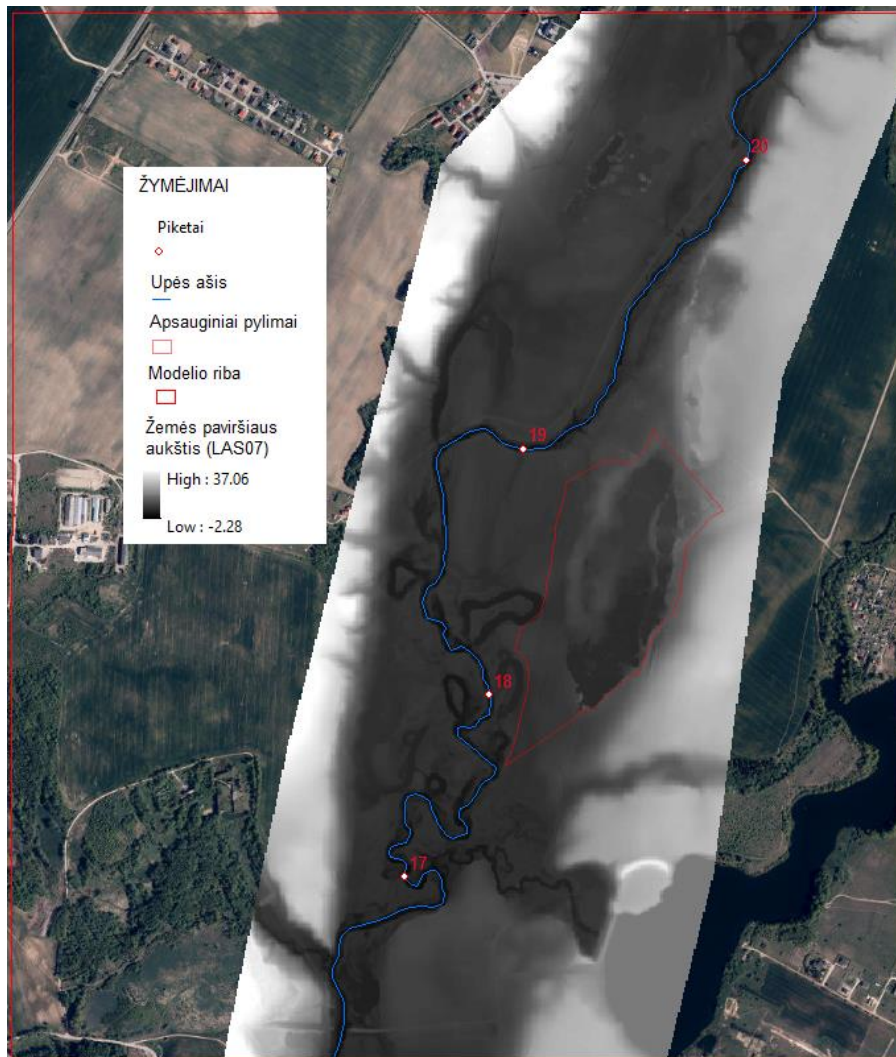 20
ŽYMĖJIMAI
Piketai
Upės ašis
Apsauginiai pylimai
Modelio riba
Žemės paviršiaus
aukštis (LAS07)
High : 37.06
Low : -2.28
19
18
17